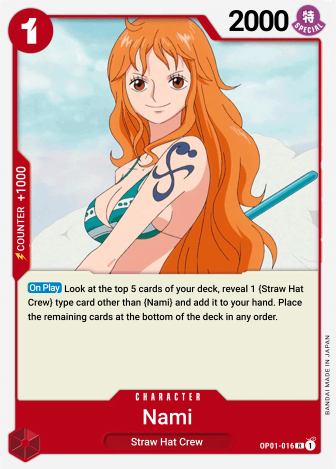 1
2000
特
SPECIAL
COUNTER +1000
On Play Look at the top 5 cards of your deck, reveal 1 {Straw Hat
Crew} type card other than {Nami} and add it to your hand. Place
the remaining cards at the bottom of the deck in any order.
BANDAI MADE IN JAPAN
CHARACTER
Nami
Straw Hat Crew
OP01-016 R 1